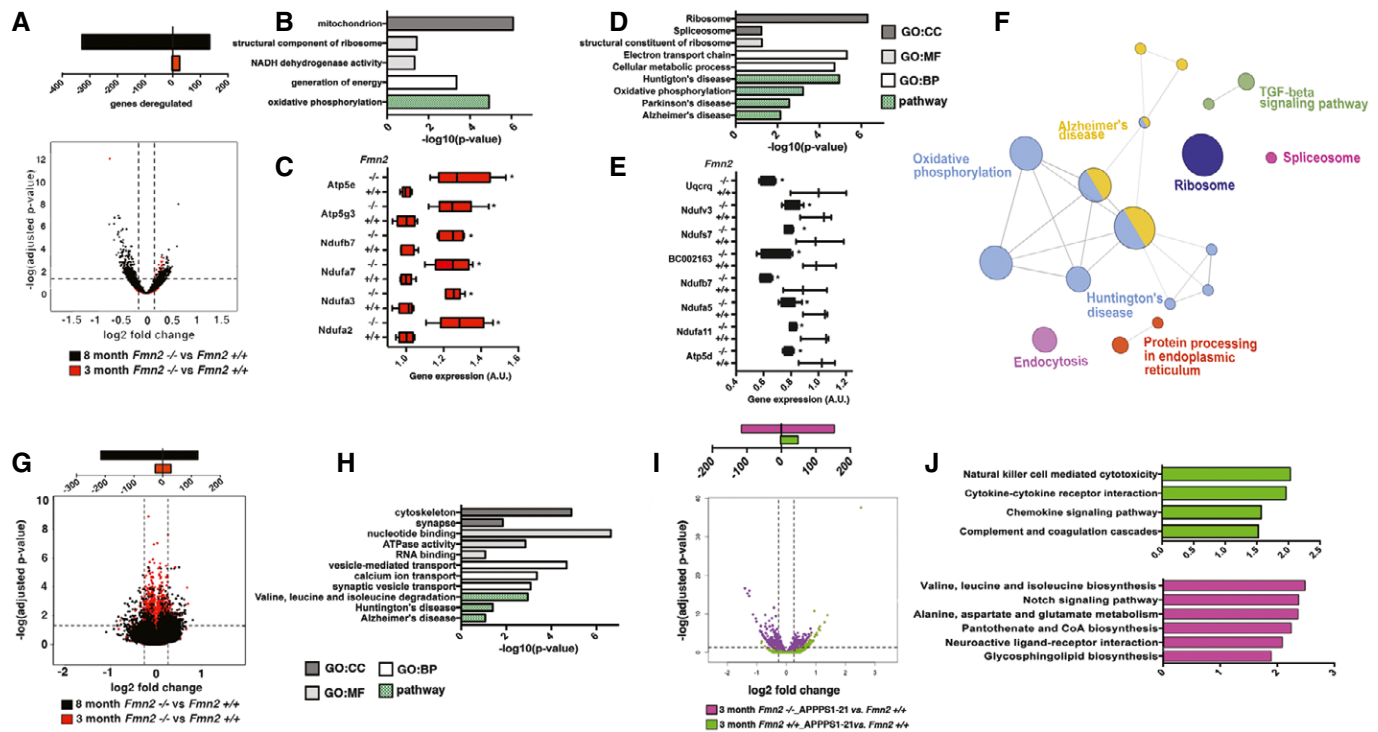 A
-400
-300
-200
-100
0
100
200
genes deregulated
12
10
8
6
4
2
0
-log(adjusted p-value)
-1.5
-1
-0.5
0
0.5
1
1.5
log2 fold change
8 month Fmn2 -/- vs Fmn2 +/+
3 month Fmn2 -/- vs Fmn2 +/+
B
mitochondrion
structural component of ribosome
NADH dehydrogenase activity
generation of energy
oxidative phosphorylation
0
2
4
6
-log10(p-value)
C
Fmn2
Atp5e
-/-
*
+/+
Atp5g3
-/-
*
+/+
Ndufb7
-/-
*
+/+
Ndufa7
-/-
*
+/+
Ndufa3
-/-
*
+/+
Ndufa2
-/-
*
+/+
1.0
1.2
1.4
1.6
Gene expression (A.U.)
D
Ribosome
Spliceosome
structural constituent of ribosome
Electron transport chain
Cellular metabolic process
Huntigton's disease
Oxidative phosphorylation
Parkinson's disease
Alzheimer's disease
0
2
4
6
-log10(p-value)
GO:CC
GO:MF
GO:BP
pathway
E
Fmn2
Uqcrq
-/-
*
+/+
Ndufv3
-/-
*
+/+
Ndufs7
-/-
*
+/+
BC002163
-/-
*
+/+
Ndufb7
-/-
*
+/+
Ndufa5
-/-
*
+/+
Ndufa11
-/-
*
+/+
Atp5d
-/-
*
+/+
0.4
0.6
0.8
1.0
1.2
Gene expression (A.U.)
F
TGF-beta
signaling pathway
Alzheimer's
disease
Oxidative
phosphorylation
Ribosome
Spliceosome
Huntington's
disease
Endocytosis
Protein processing
in endoplasmic
reticulum
G
-300
-200
-100
0
100
200
10
8
6
4
2
0
-log(adjusted p-value)
-2
-1
0
1
log2 fold change
8 month Fmn2 -/- vs Fmn2 +/+
3 month Fmn2 -/- vs Fmn2 +/+
H
cytoskeleton
synapse
nucleotide binding
ATPase activity
RNA binding
vesicle-mediated transport
calcium ion transport
synaptic vesicle transport
Valine, leucine and isoleucine degradation
Huntington's disease
Alzheimer's disease
0
2
4
6
-log10(p-value)
GO:CC
GO:BP
GO:MF
pathway
I
-200
-100
0
100
200
40
30
20
10
0
-log(adjusted p-value)
-2
-1
0
1
2
3
log2 fold change
3 month Fmn2 -/-_APPPS1-21 vs. Fmn2 +/+
3 month Fmn2 +/+_APPPS1-21vs. Fmn2 +/+
J
Natural killer cell mediated cytotoxicity
Cytokine-cytokine receptor interaction
Chemokine signaling pathway
Complement and coagulation cascades
0.0
0.5
1.0
1.5
2.0
2.5
Valine, leucine and isoleucine biosynthesis
Notch signaling pathway
Alanine, aspartate and glutamate metabolism
Pantothenate and CoA biosynthesis
Neuroactive ligand-receptor interaction
Glycosphingolipid biosynthesis
0
1
2
3